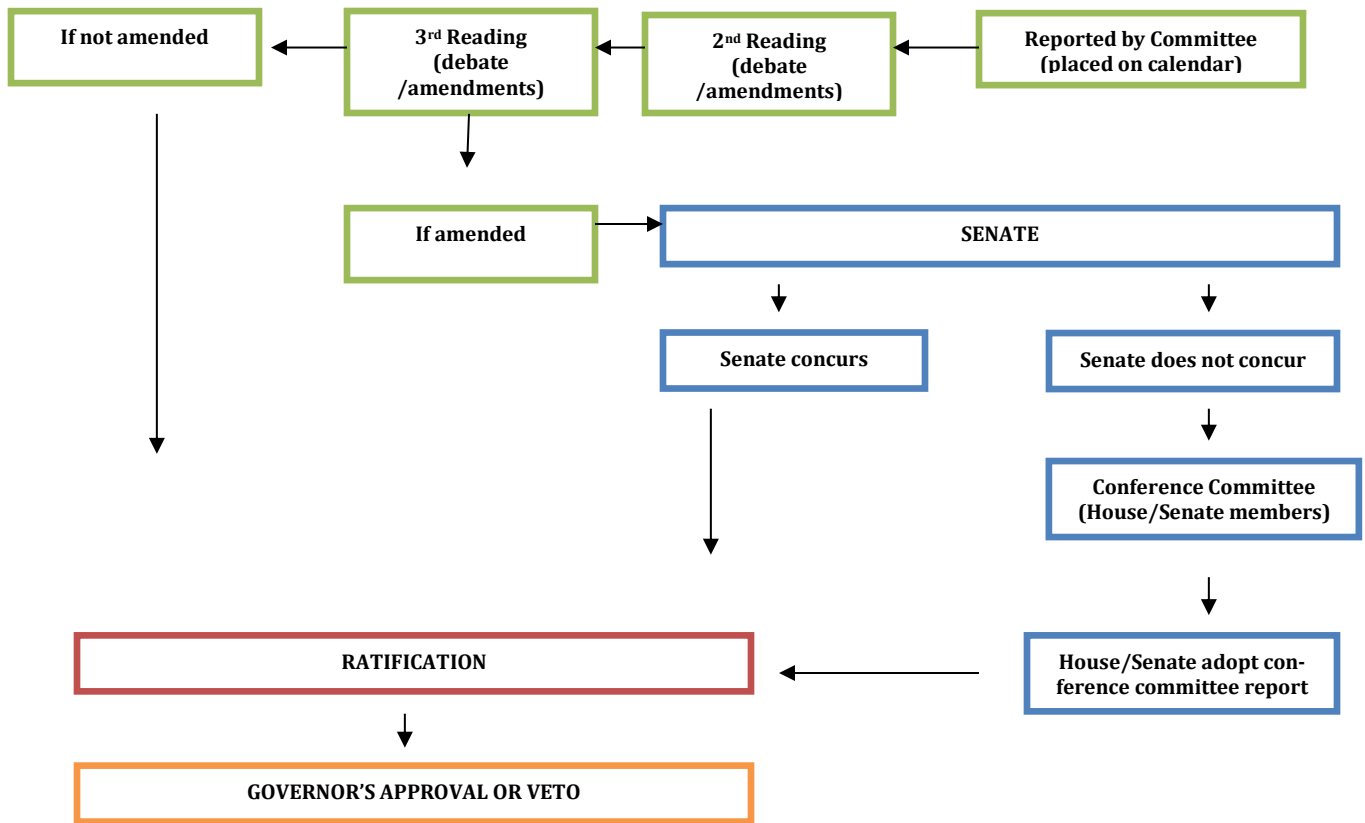 If not amended
3rd Reading
(debate
/amendments)
2nd Reading
(debate
/amendments)
Reported by Committee
(placed on calendar)
If amended
SENATE
Senate concurs
Senate does not concur
Conference Committee
(House/Senate members)
RATIFICATION
House/Senate adopt con-
ference committee report
GOVERNOR’S APPROVAL OR VETO